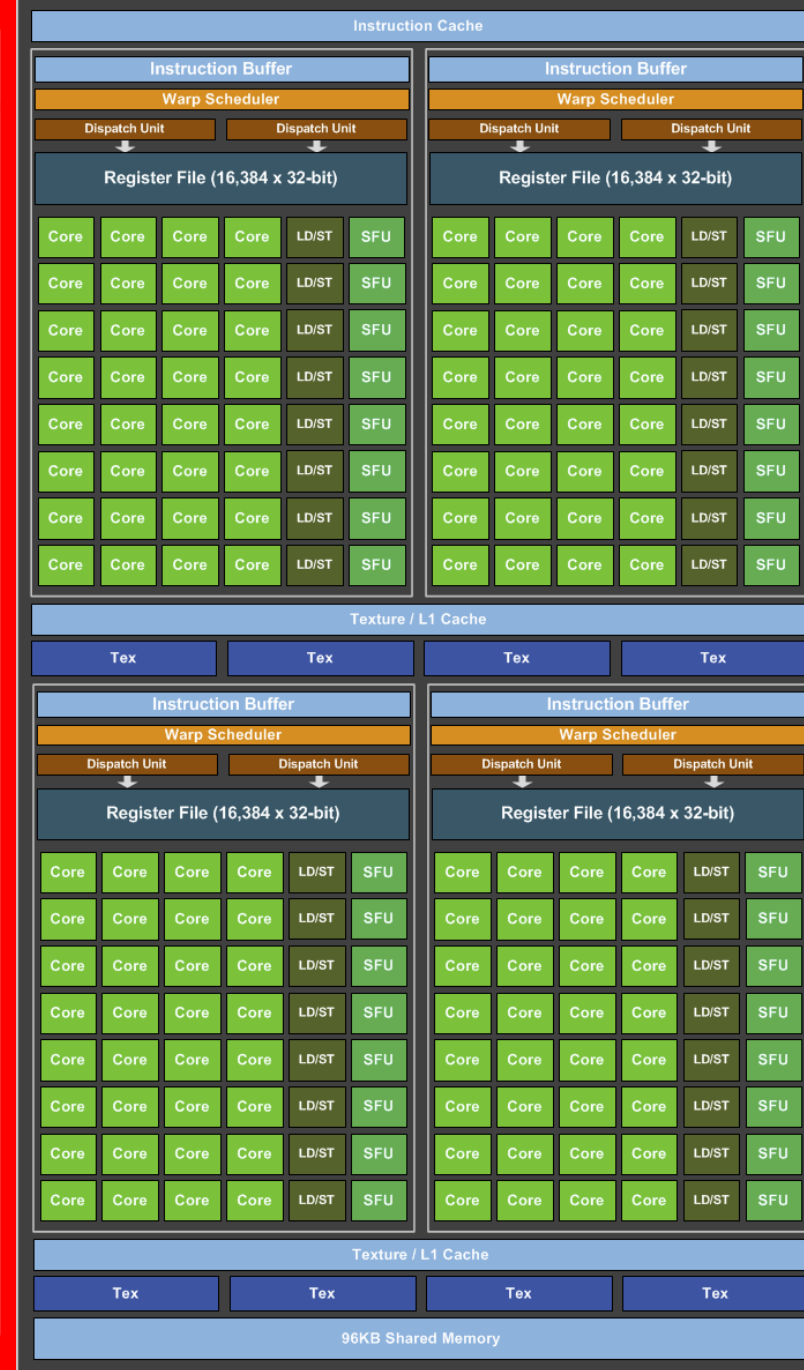 Instruction Cache
Instruction Buffer Instruction Buffer
Warp Scheduler Warp Scheduler
Dispatch Unit Dispatch Unit Dispatch Unit Dispatch Unit
Register File (16,384 x 32-bit) Register File (16,384 x 32-bit)
Core Core Core Core LD/ST SFU Core Core Core Core LD/ST SFU
Core Core Core Core LD/ST SFU Core Core Core Core LD/ST SFU
Core Core Core Core LD/ST SFU Core Core Core Core LD/ST SFU
Core Core Core Core LD/ST SFU Core Core Core Core LD/ST SFU
Core Core Core Core LD/ST SFU Core Core Core Core LD/ST SFU
Core Core Core Core LD/ST SFU Core Core Core Core LD/ST SFU
Core Core Core Core LD/ST SFU Core Core Core Core LD/ST SFU
Core Core Core Core LD/ST SFU Core Core Core Core LD/ST SFU
Texture / L1 Cache
Tex Tex Tex Tex
Instruction Buffer Instruction Buffer
Warp Scheduler Warp Scheduler
Dispatch Unit Dispatch Unit Dispatch Unit Dispatch Unit
Register File (16,384 x 32-bit) Register File (16,384 x 32-bit)
Core Core Core Core LD/ST SFU Core Core Core Core LD/ST SFU
Core Core Core Core LD/ST SFU Core Core Core Core LD/ST SFU
Core Core Core Core LD/ST SFU Core Core Core Core LD/ST SFU
Core Core Core Core LD/ST SFU Core Core Core Core LD/ST SFU
Core Core Core Core LD/ST SFU Core Core Core Core LD/ST SFU
Core Core Core Core LD/ST SFU Core Core Core Core LD/ST SFU
Core Core Core Core LD/ST SFU Core Core Core Core LD/ST SFU
Core Core Core Core LD/ST SFU Core Core Core Core LD/ST SFU
Texture / L1 Cache
Tex Tex Tex Tex
96KB Shared Memory